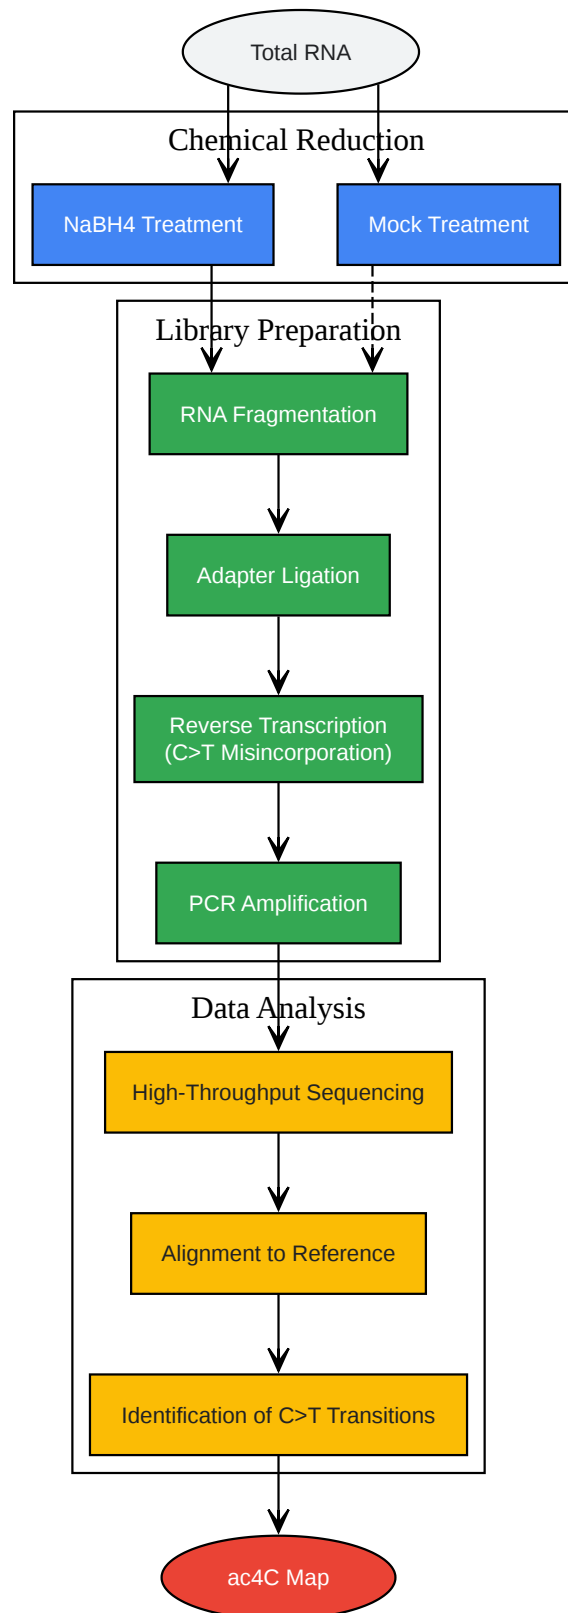 Total RNA
Chemical Reduction
NaBH4 Treatment
Mock Treatment
Library Preparation
RNA Fragmentation
Adapter Ligation
Reverse Transcription
(C>T Misincorporation)
PCR Amplification
Data Analysis
High-Throughput Sequencing
Alignment to Reference
Identification of C>T Transitions
ac4C Map